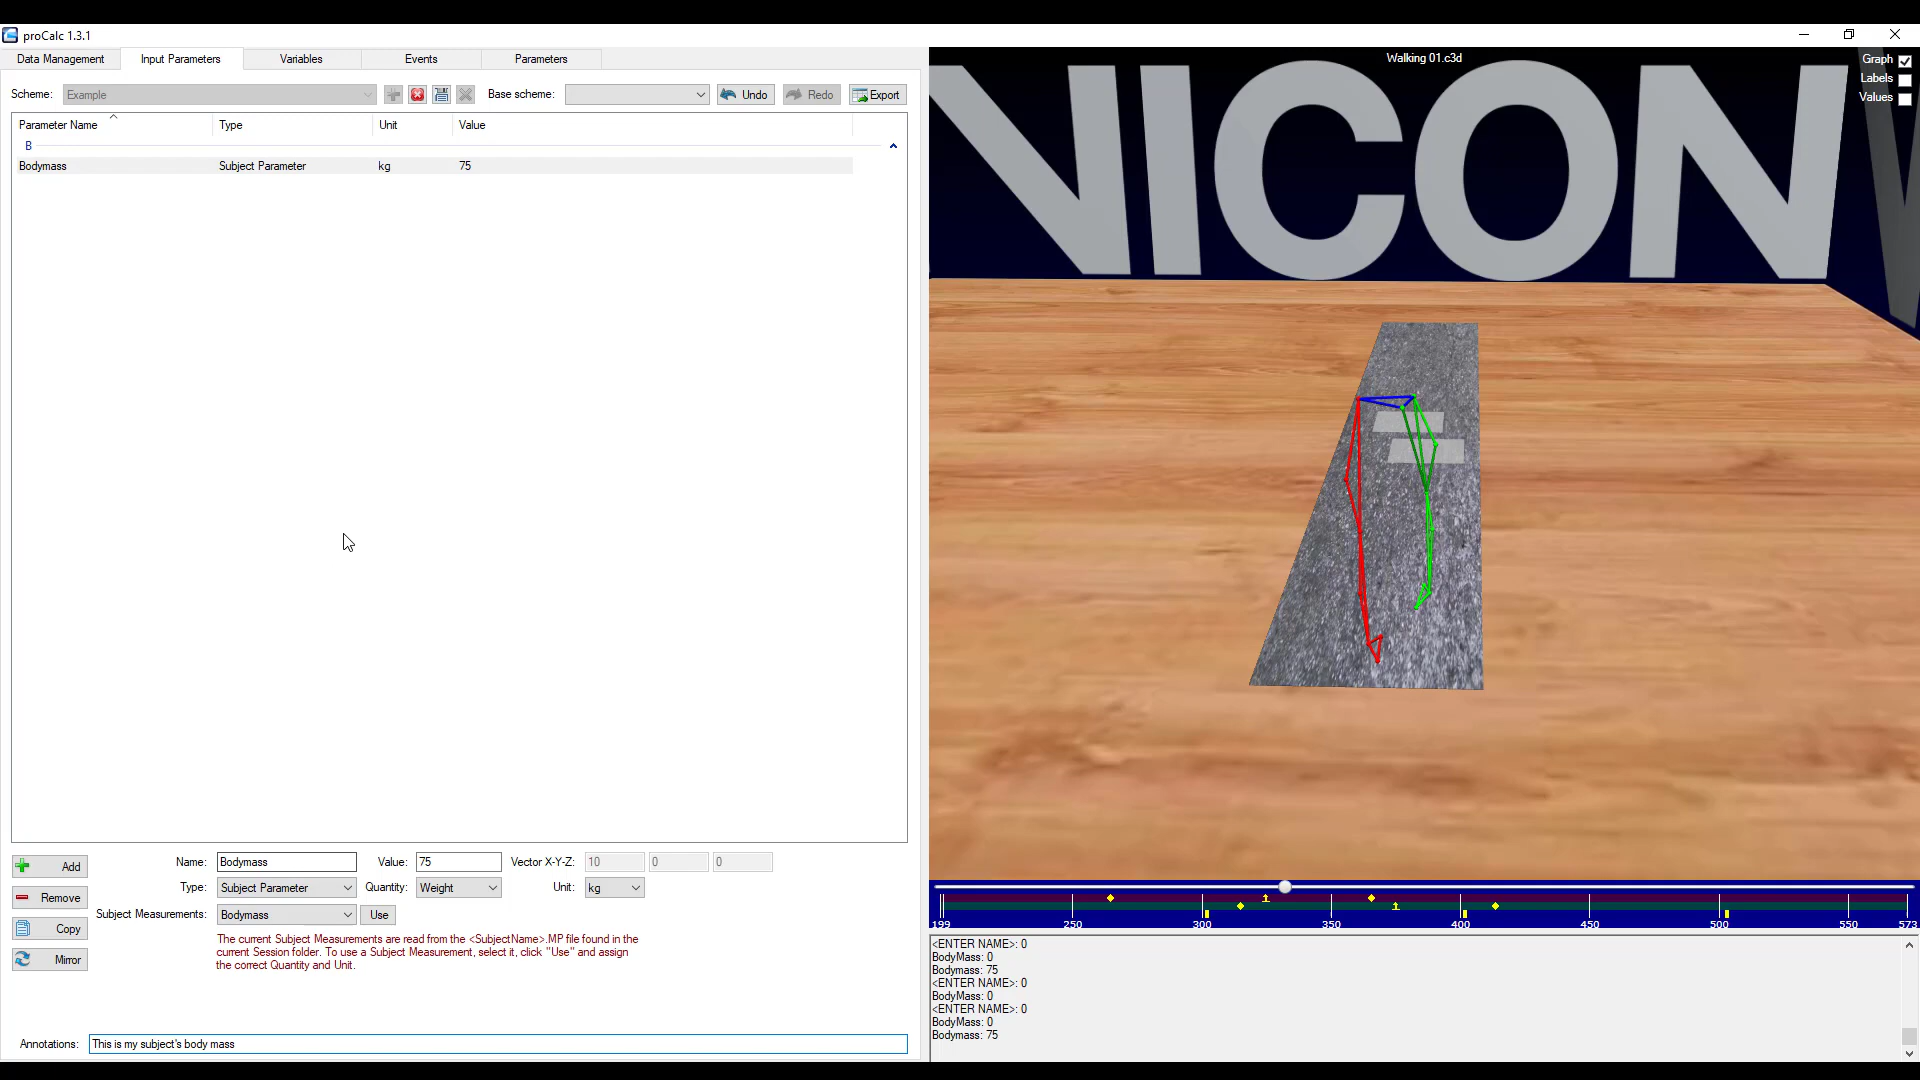 proCalc 1.3.1
Data Management Input Parameters Variables Events Parameters
Scheme: Example Base scheme: Undo Redo Export
Parameter Name Type Unit Value
B
Bodymass Subject Parameter kg 75
Add
Remove
Copy
Mirror
Name: Bodymass Value: 75 Vector X-Y-Z: 10 0 0
Type: Subject Parameter Quantity: Weight Unit: kg
Subject Measurements: Bodymass Use
The current Subject Measurements are read from the <SubjectName>.MP file found in the
current Session folder. To use a Subject Measurement, select it, click "Use" and assign
the correct Quantity and Unit.
Annotations: This is my subject's body mass
Walking 01.c3d
Graph
Labels
Values
VICON
199 250 300 350 400 450 500 550 573
<ENTER NAME>: 0
BodyMass: 0
Bodymass: 75
<ENTER NAME>: 0
BodyMass: 0
<ENTER NAME>: 0
BodyMass: 0
Bodymass: 75